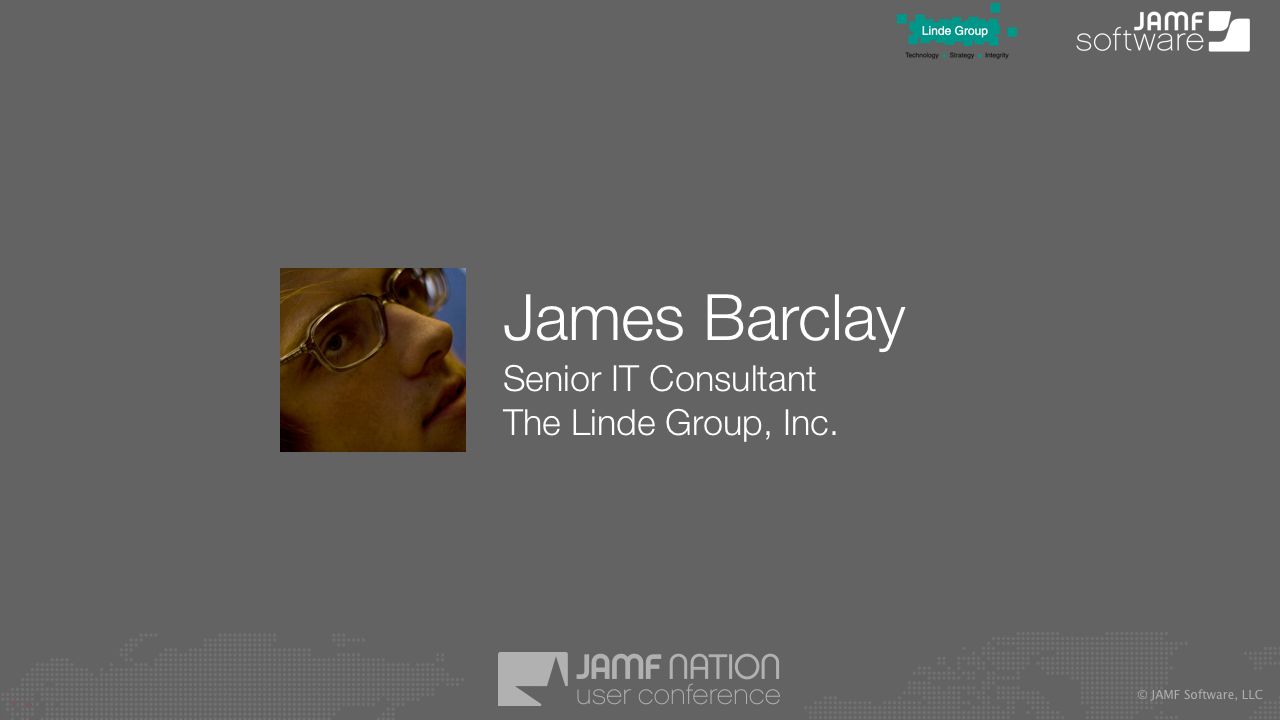 Linde Group
Technology Strategy Integrity
JAMF
software
James Barclay
Senior IT Consultant
The Linde Group, Inc.
JAMF NATION
user conference
© JAMF Software, LLC